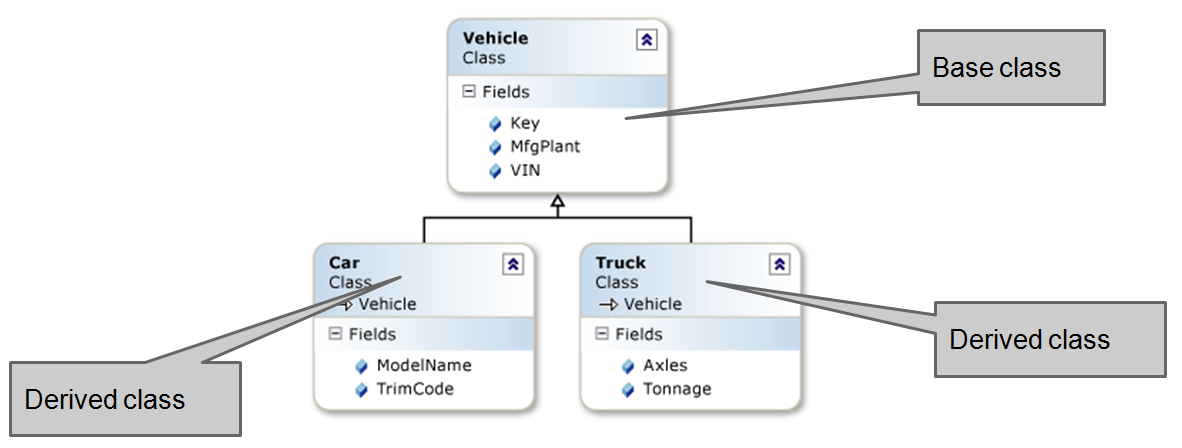 Vehicle
Class
Fields
Key
MfgPlant
VIN
Base class
Car
Class
Vehicle
Fields
ModelName
TrimCode
Truck
Class
Vehicle
Fields
Axles
Tonnage
Derived class
Derived class